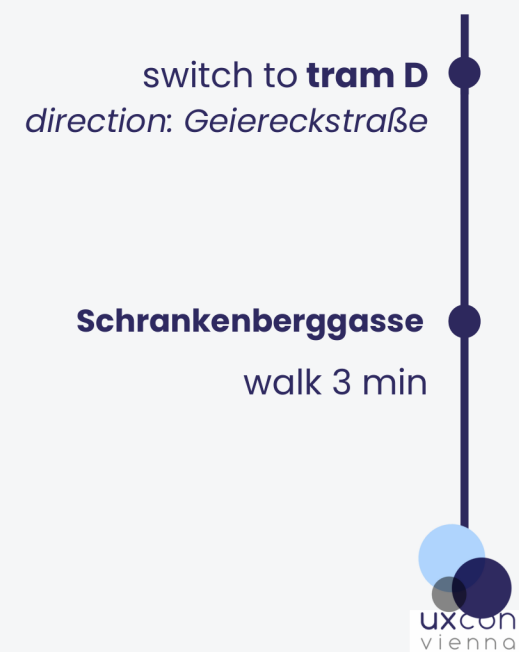 switch to tram D
direction: Geiereckstraße
Schrankenberggasse
walk 3 min
uxcon
vienna